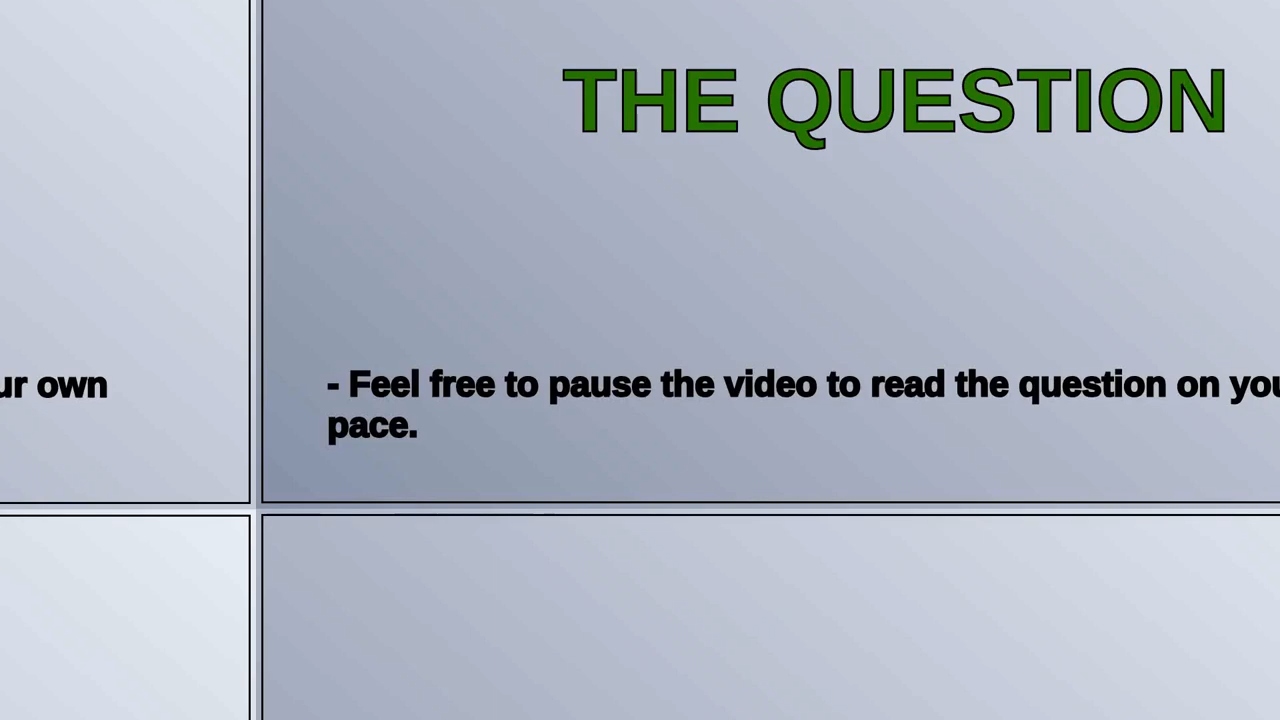 THE QUESTION
ur own
- Feel free to pause the video to read the question on you
pace.